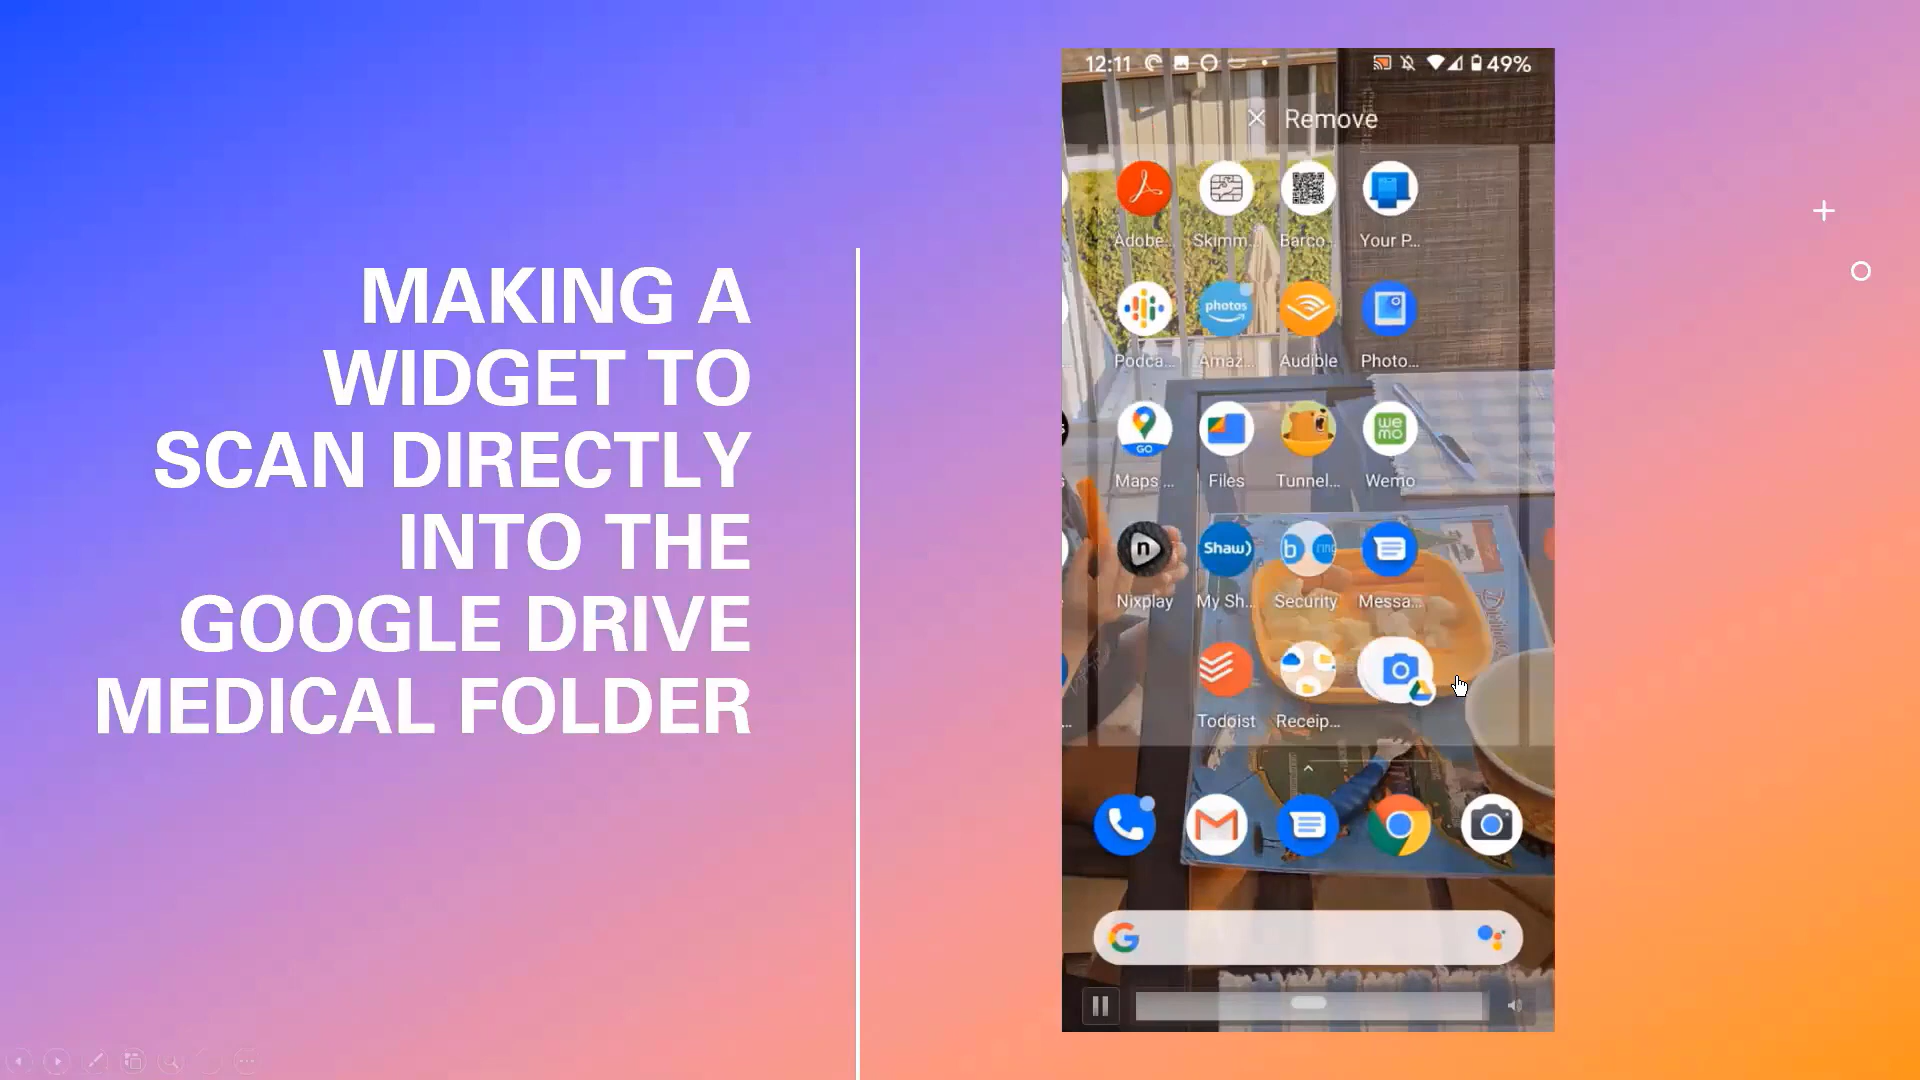 MAKING A
WIDGET TO
SCAN DIRECTLY
INTO THE
GOOGLE DRIVE
MEDICAL FOLDER
12:11
49%
Remove
Adobe... Skimm... Barco... Your P...
photos
Podca... Amaz... Audible Photo...
GO
we
mo
Maps ... Files Tunnel... Wemo
n Shaw) b ring
Nixplay My Sh... Security Messa...
Todoist Receip...